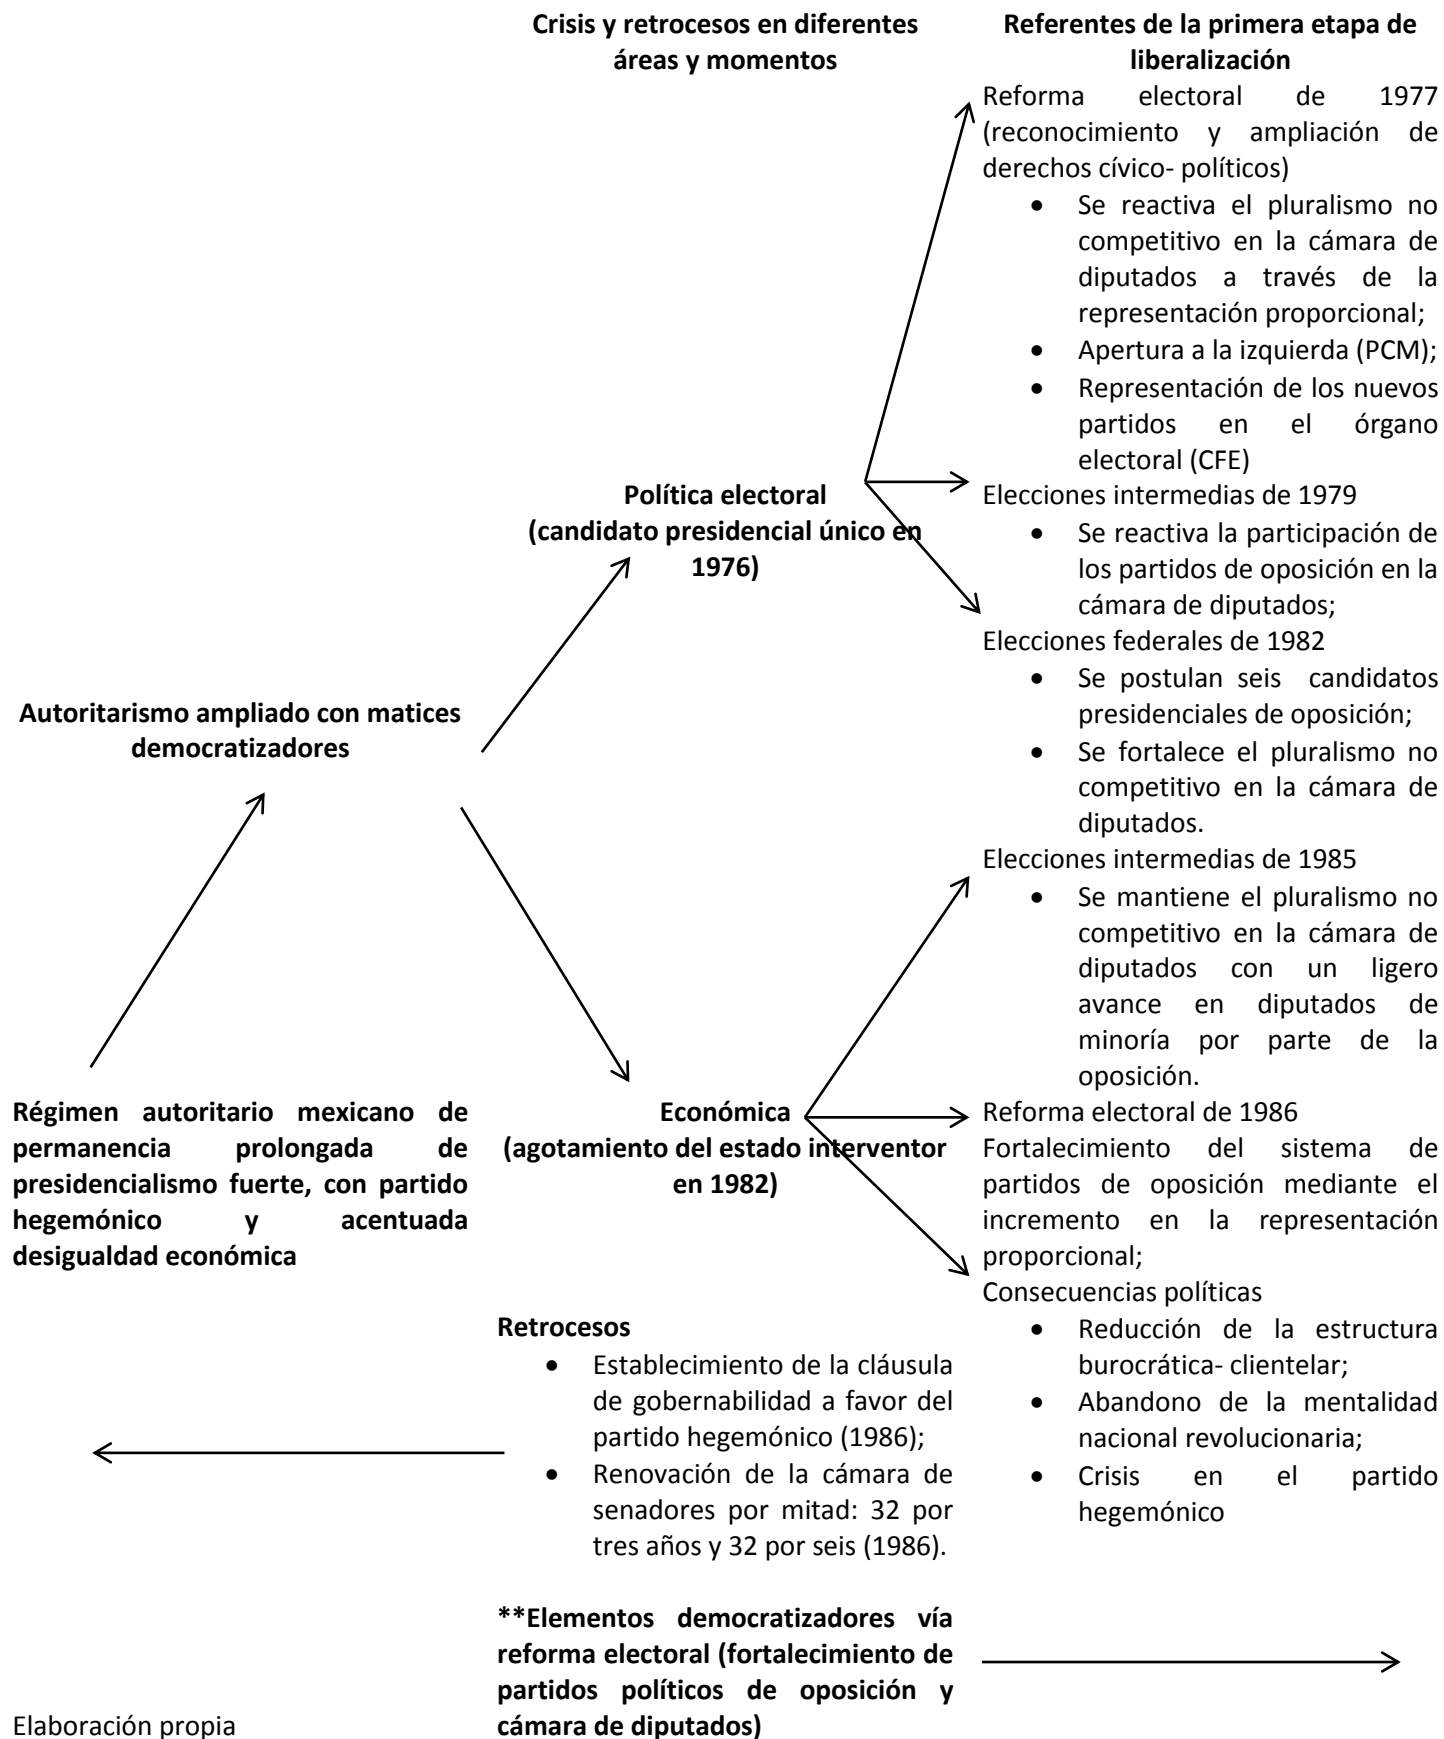 Crisis y retrocesos en diferentes
áreas y momentos
Referentes de la primera etapa de
liberalización
Reforma electoral de 1977
(reconocimiento y ampliación de
derechos cívico- políticos)
• Se reactiva el pluralismo no
competitivo en la cámara de
diputados a través de la
representación proporcional;
• Apertura a la izquierda (PCM);
• Representación de los nuevos
partidos en el órgano
electoral (CFE)
Política electoral
(candidato presidencial único en
1976)
Elecciones intermedias de 1979
• Se reactiva la participación de
los partidos de oposición en la
cámara de diputados;
Elecciones federales de 1982
• Se postulan seis candidatos
presidenciales de oposición;
• Se fortalece el pluralismo no
competitivo en la cámara de
diputados.
Autoritarismo ampliado con matices
democratizadores
Elecciones intermedias de 1985
• Se mantiene el pluralismo no
competitivo en la cámara de
diputados con un ligero
avance en diputados de
minoría por parte de la
oposición.
Régimen autoritario mexicano de
permanencia prolongada de
presidencialismo fuerte, con partido
hegemónico y acentuada
desigualdad económica
Económica
(agotamiento del estado interventor
en 1982)
Reforma electoral de 1986
Fortalecimiento del sistema de
partidos de oposición mediante el
incremento en la representación
proporcional;
Consecuencias políticas
• Reducción de la estructura
burocrática- clientelar;
• Abandono de la mentalidad
nacional revolucionaria;
• Crisis en el partido
hegemónico
Retrocesos
• Establecimiento de la cláusula
de gobernabilidad a favor del
partido hegemónico (1986);
• Renovación de la cámara de
senadores por mitad: 32 por
tres años y 32 por seis (1986).
**Elementos democratizadores vía
reforma electoral (fortalecimiento de
partidos políticos de oposición y
cámara de diputados)
Elaboración propia